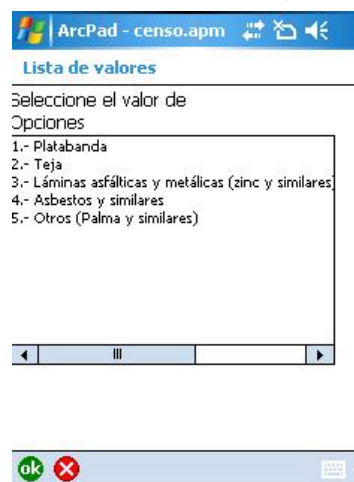 ArcPad - censo.apm
Lista de valores
Seleccione el valor de
Opciones
1.- Platabanda
2.- Teja
3.- Láminas asfálticas y metálicas (zinc y similares)
4.- Asbestos y similares
5.- Otros (Palma y similares)
ok